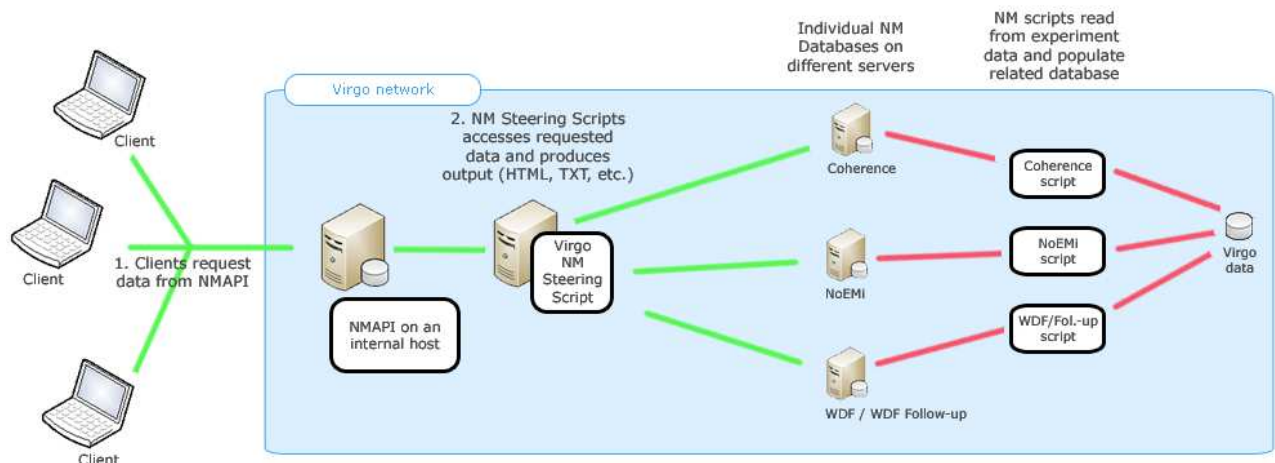 Individual NM
Databases on
different servers
NM scripts read
from experiment
data and populate
related database
Virgo network
2. NM Steering Scripts
accesses requested
data and produces
output (HTML, TXT, etc.)
Client
Client
Client
1. Clients request
data from NMAPI
NMAPI on an
internal host
Virgo
NM
Steering
Script
Coherence
NoEMi
WDF / WDF Follow-up
Coherence
script
NoEMi
script
WDF/Fol.-up
script
Virgo
data